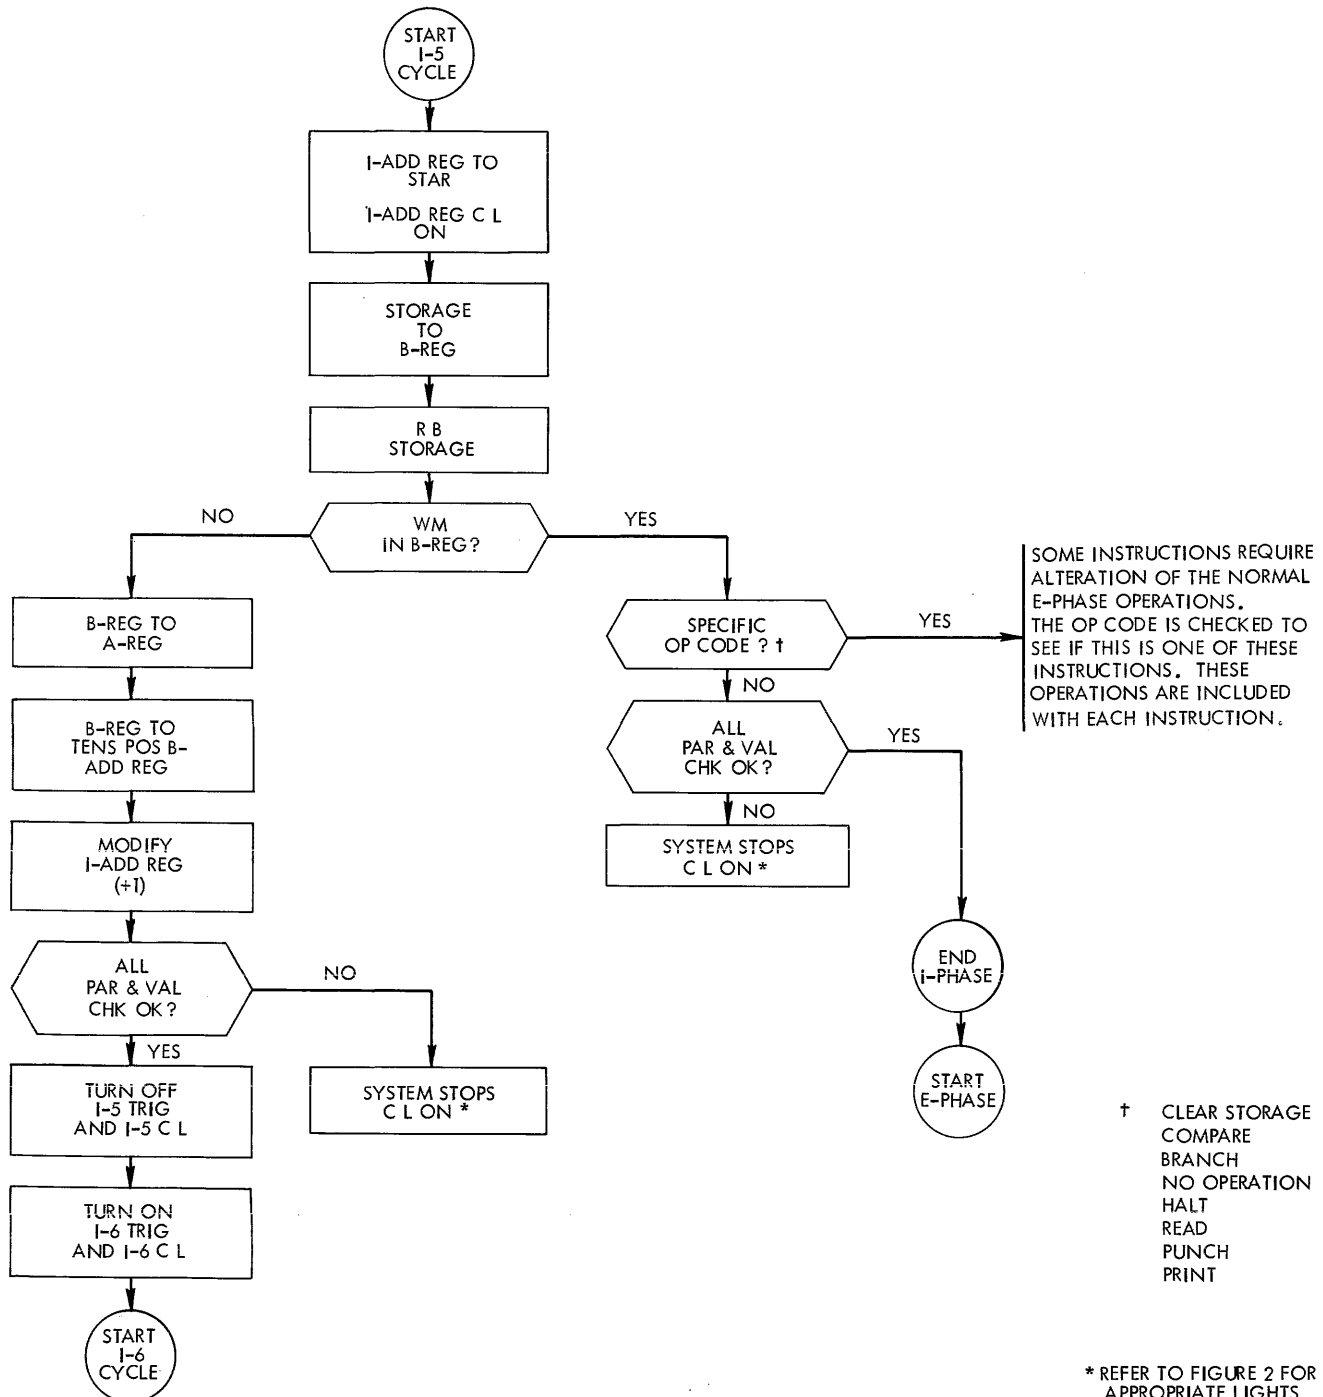 START
I-5
CYCLE
I-ADD REG TO
STAR
I-ADD REG C L
ON
STORAGE
TO
B-REG
R B
STORAGE
WM
IN B-REG?
NO
YES
B-REG TO
A-REG
B-REG TO
TENS POS B-
ADD REG
MODIFY
I-ADD REG
(+1)
ALL
PAR & VAL
CHK OK?
NO
YES
SYSTEM STOPS
C L ON *
TURN OFF
I-5 TRIG
AND I-5 C L
TURN ON
I-6 TRIG
AND I-6 C L
START
I-6
CYCLE
SPECIFIC
OP CODE ? †
YES
NO
SOME INSTRUCTIONS REQUIRE
ALTERATION OF THE NORMAL
E-PHASE OPERATIONS.
THE OP CODE IS CHECKED TO
SEE IF THIS IS ONE OF THESE
INSTRUCTIONS. THESE
OPERATIONS ARE INCLUDED
WITH EACH INSTRUCTION.
ALL
PAR & VAL
CHK OK?
YES
NO
SYSTEM STOPS
C L ON *
END
I-PHASE
START
E-PHASE
† CLEAR STORAGE
COMPARE
BRANCH
NO OPERATION
HALT
READ
PUNCH
PRINT
* REFER TO FIGURE 2 FOR
APPROPRIATE LIGHTS